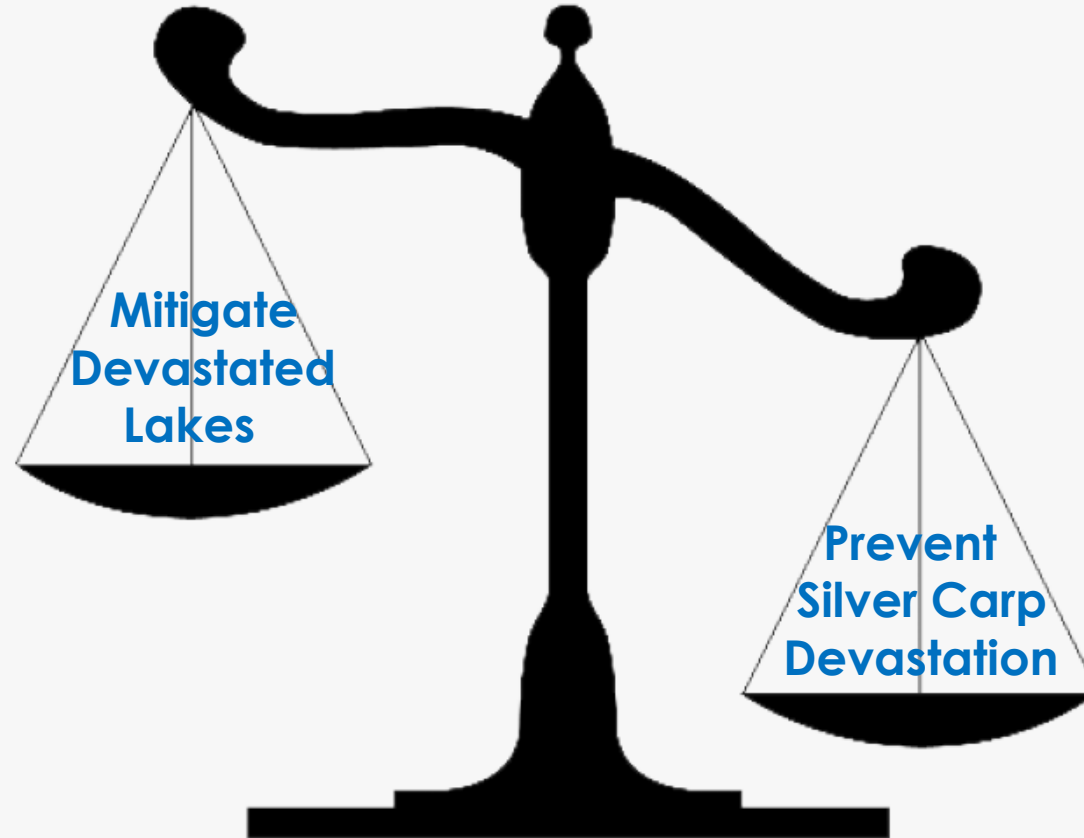 Mitigate
Devastated
Lakes
Prevent
Silver Carp
Devastation